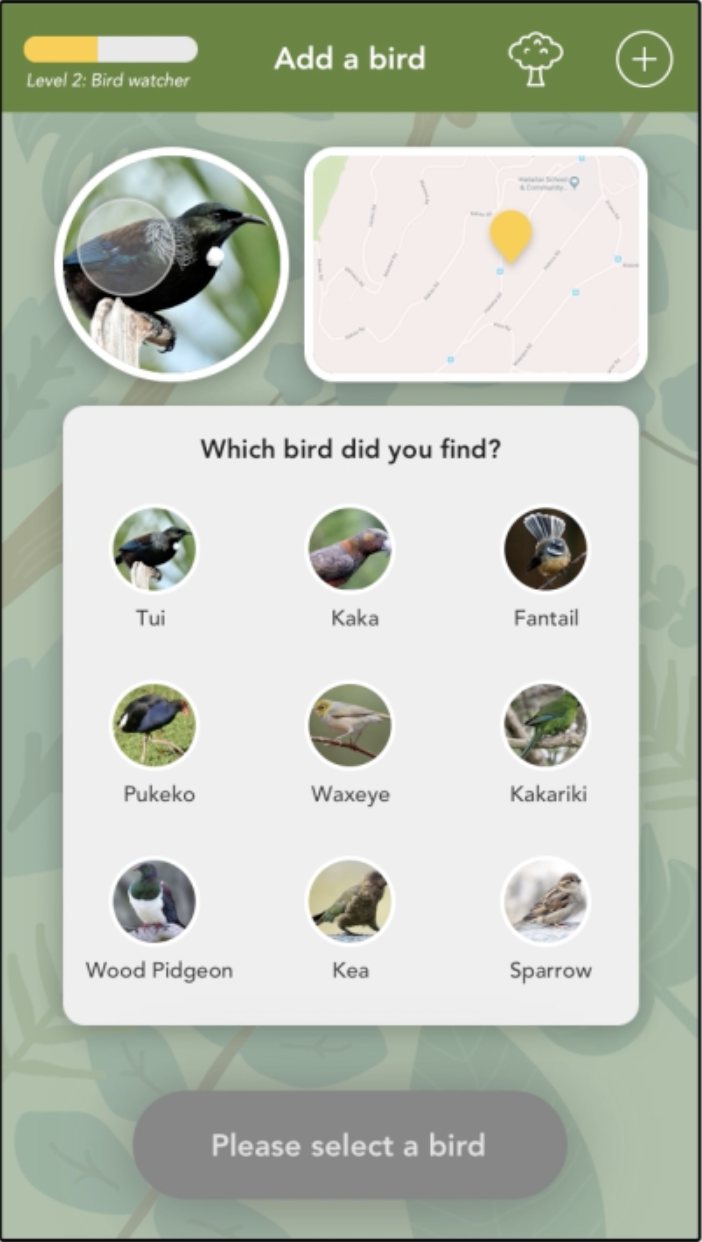 Add a bird
Level 2: Bird watcher
Which bird did you find?
Tui
Kaka
Fantail
Pukeko
Waxeye
Kakariki
Wood Pidgeon
Kea
Sparrow
Please select a bird